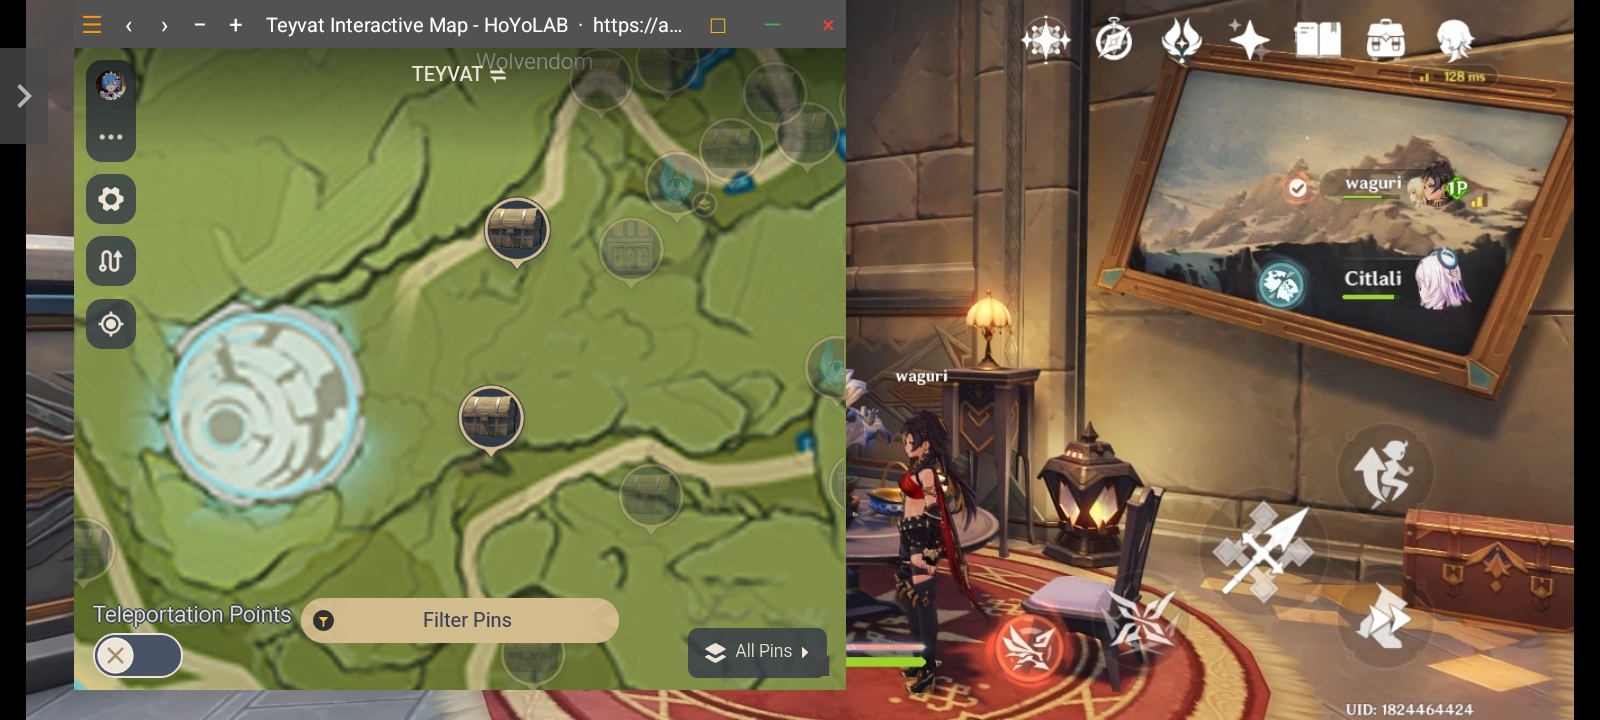 Teyvat Interactive Map - HoYoLAB · https://a...
Wolvendom
TEYVAT
128 ms
waguri
1P
Citlali
waguri
Teleportation Points
Filter Pins
All Pins
UID: 1824464424